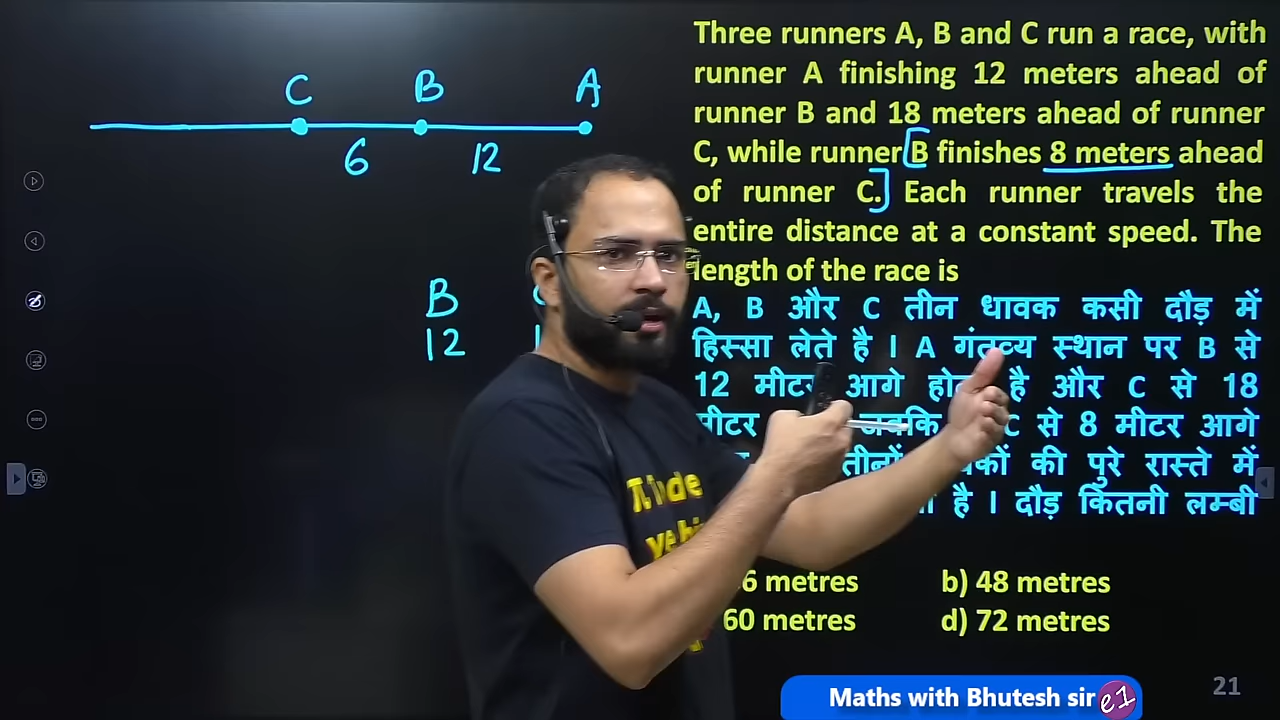 C B A
6 12
B
12
Three runners A, B and C run a race, with
runner A finishing 12 meters ahead of
runner B and 18 meters ahead of runner
C, while runner B finishes 8 meters ahead
of runner C. Each runner travels the
entire distance at a constant speed. The
length of the race is
A, B और C तीन धावक कसी दौड़ में
हिस्सा लेते है । A गंतव्य स्थान पर B से
12 मीटर आगे है और C से 18
मीटर C से 8 मीटर आगे
तीनों की पुरे रास्ते में
है । दौड़ कितनी लम्बी
6 metres b) 48 metres
60 metres d) 72 metres
Maths with Bhutesh sir e1
21